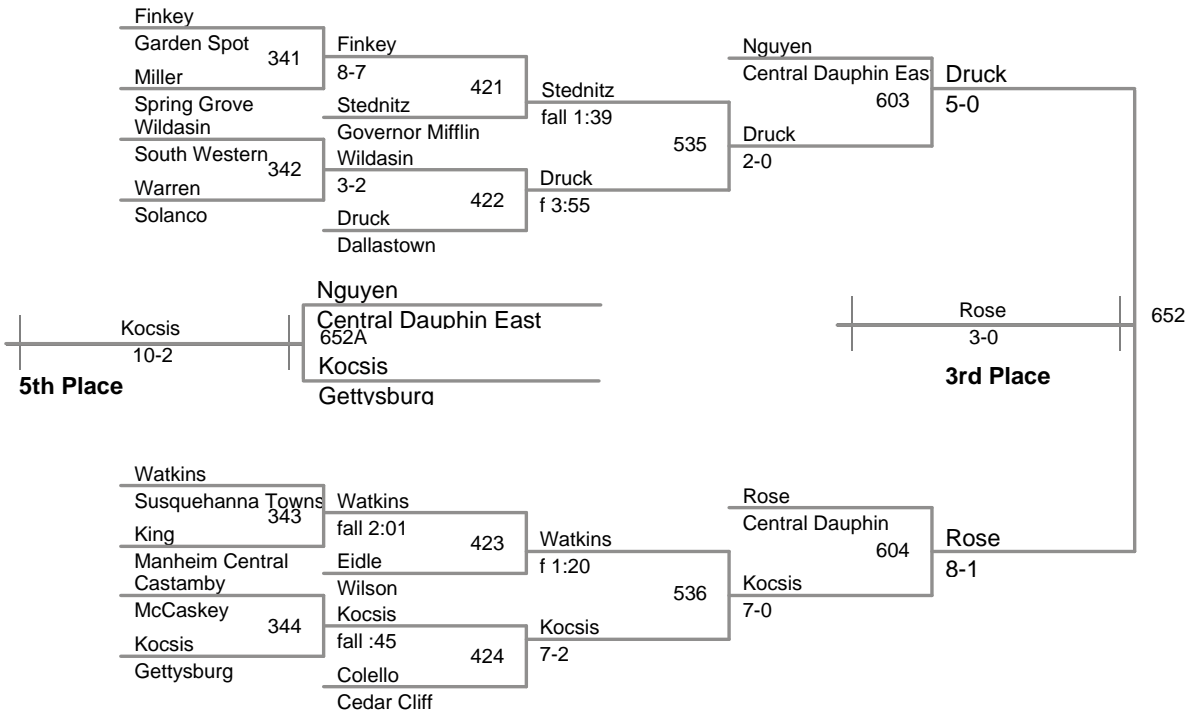 Finkey
Garden Spot
341
Miller
Spring Grove
Finkey
8-7
421
Stednitz
Governor Mifflin
Wildasin
South Western
342
Warren
Solanco
Wildasin
3-2
422
Druck
Dallastown
Stednitz
fall 1:39
535
Druck
f 3:55
Nguyen
Central Dauphin Eas
603
Druck
2-0
Druck
5-0
Nguyen
Central Dauphin East
652A
Kocsis
Gettysburg
Kocsis
10-2
5th Place
Rose
3-0
3rd Place
652
Watkins
Susquehanna Towns
343
King
Manheim Central
Watkins
fall 2:01
423
Eidle
Wilson
Castamby
McCaskey
344
Kocsis
Gettysburg
Kocsis
fall :45
424
Colello
Cedar Cliff
Watkins
f 1:20
536
Kocsis
7-2
Rose
Central Dauphin
604
Kocsis
7-0
Rose
8-1